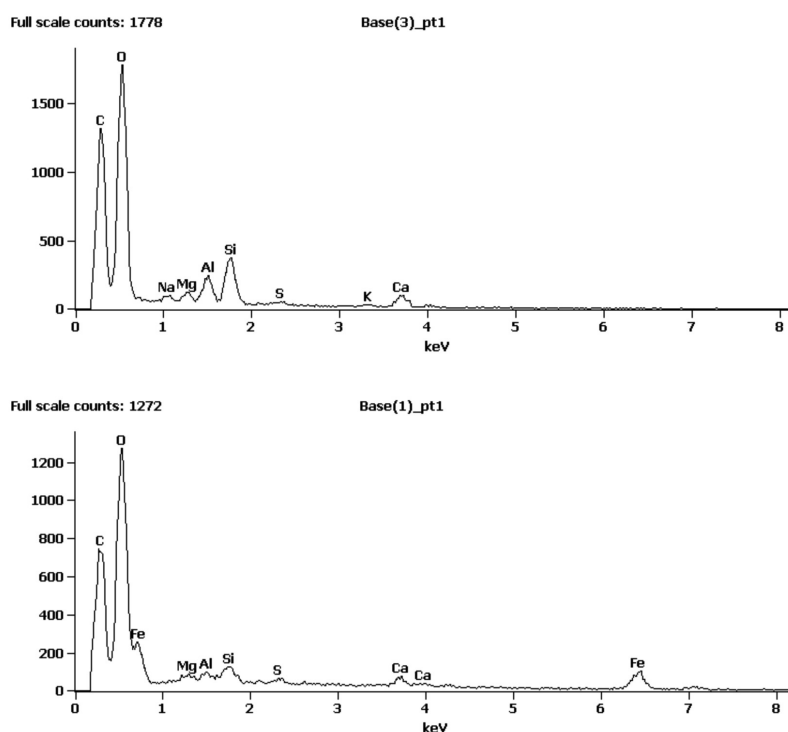 Full scale counts: 1778 Base(3)_pt1
O
1500
C
1000
500
Si
Al
Na Mg
S
K
Ca
0
0 1 2 3 4 5 6 7 8
keV
Full scale counts: 1272 Base(1)_pt1
O
1200
1000
800
C
600
400
Fe
200
Mg Al Si
S
Ca Ca
Fe
0
0 1 2 3 4 5 6 7 8
keV